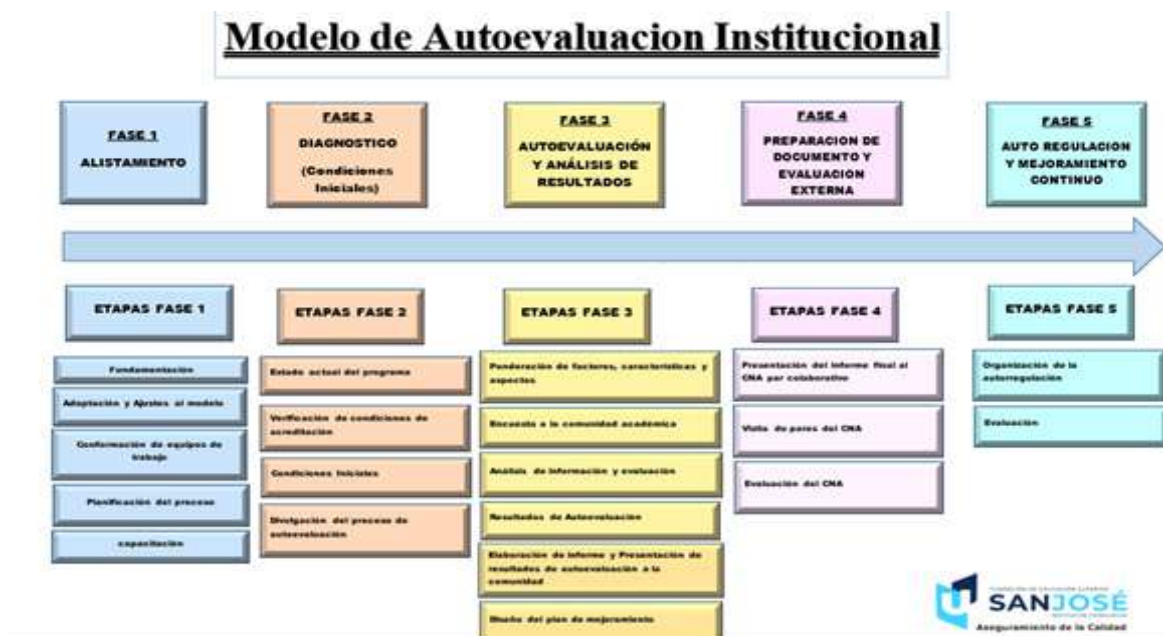 Modelo de Autoevaluacion Institucional
FASE 1
ALISTAMIENTO
FASE 2
DIAGNOSTICO
(Condiciones
Iniciales)
FASE 3
AUTOEVALUACIÓN
Y ANÁLISIS DE
RESULTADOS
FASE 4
PREPARACION DE
DOCUMENTO Y
EVALUACION
EXTERNA
FASE 5
AUTO REGULACION
Y MEJORAMIENTO
CONTINUO
ETAPAS FASE 1
Fundamentación
Adaptación y Ajustes al modelo
Conformación de equipos de
trabajo
Planificación del proceso
capacitación
ETAPAS FASE 2
Estado actual del programa
Verificación de condiciones de
acreditación
Condiciones Iniciales
Divulgación del proceso de
autoevaluación
ETAPAS FASE 3
Ponderación de factores, características y
aspectos
Encuesta a la comunidad académica
Análisis de información y evaluación
Resultados de Autoevaluación
Elaboración de informe y Presentación de
resultados de autoevaluación a la
comunidad
Diseño del plan de mejoramiento
ETAPAS FASE 4
Presentación del informe final al
CNA par colaborativo
Visita de pares del CNA
Evaluación del CNA
ETAPAS FASE 5
Organización de la
autorregulación
Evaluación
FUNDACIÓN DE EDUCACIÓN SUPERIOR
SANJOSÉ
Aseguramiento de la Calidad